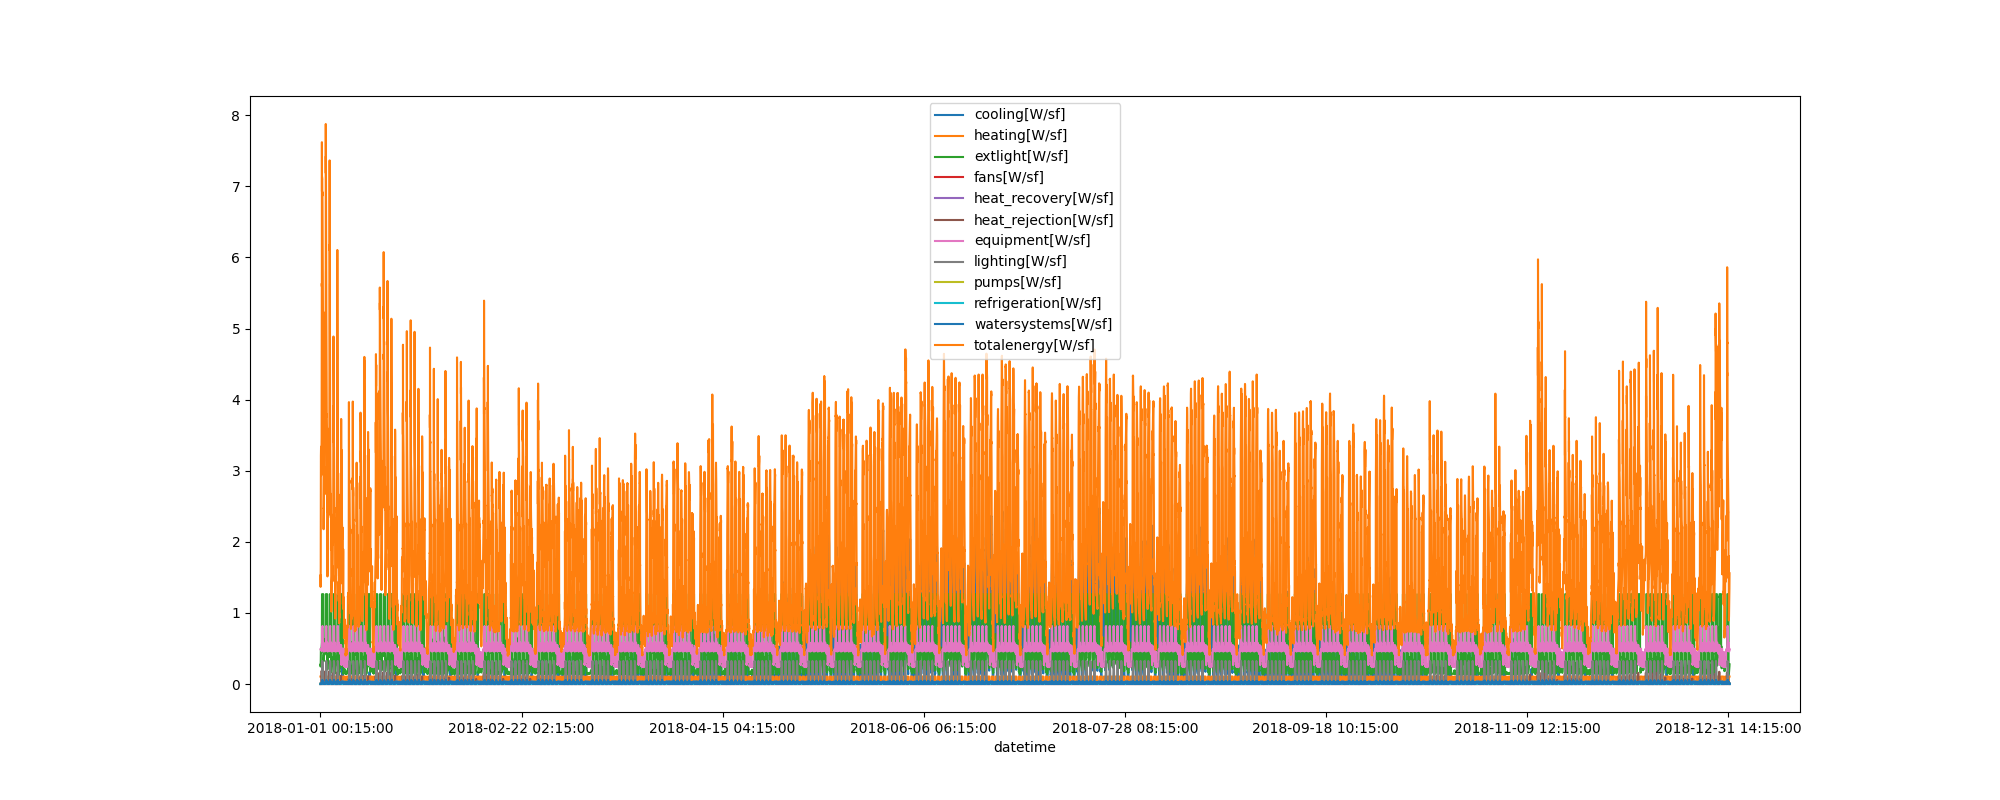 8
7
6
5
4
3
2
1
0
cooling[W/sf]
heating[W/sf]
extlight[W/sf]
fans[W/sf]
heat_recovery[W/sf]
heat_rejection[W/sf]
equipment[W/sf]
lighting[W/sf]
pumps[W/sf]
refrigeration[W/sf]
watersystems[W/sf]
totalenergy[W/sf]
2018-01-01 00:15:00 2018-02-22 02:15:00 2018-04-15 04:15:00 2018-06-06 06:15:00 2018-07-28 08:15:00 2018-09-18 10:15:00 2018-11-09 12:15:00 2018-12-31 14:15:00
datetime